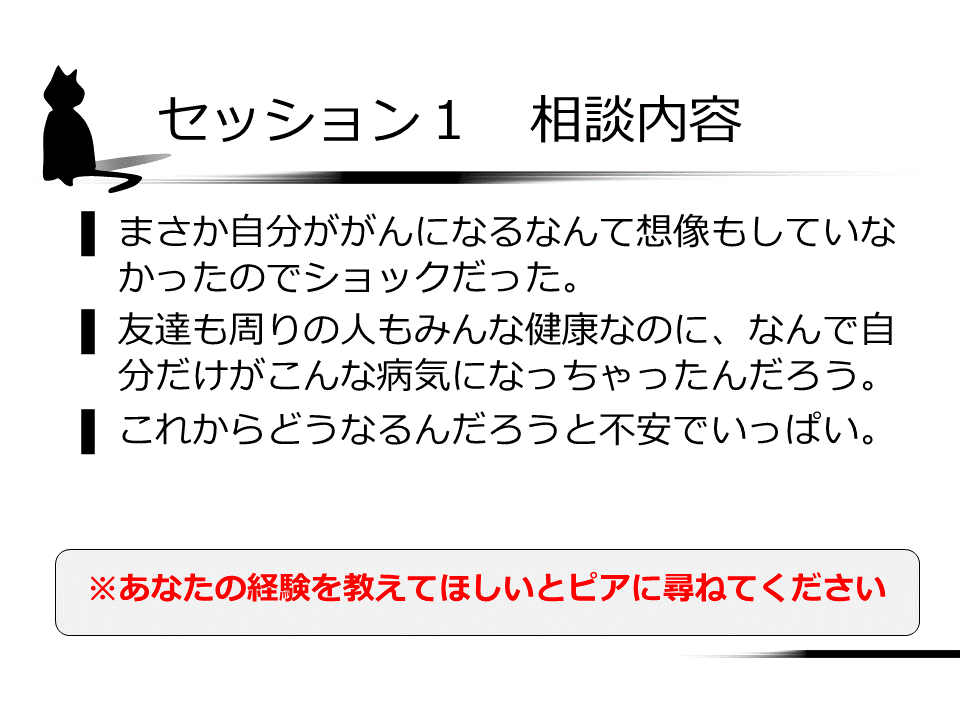 セッション１　相談内容
まさか自分ががんになるなんて想像もしていな
かったのでショックだった。
友達も周りの人もみんな健康なのに、なんで自
分だけがこんな病気になっちゃったんだろう。
これからどうなるんだろうと不安でいっぱい。
※あなたの経験を教えてほしいとピアに尋ねてください